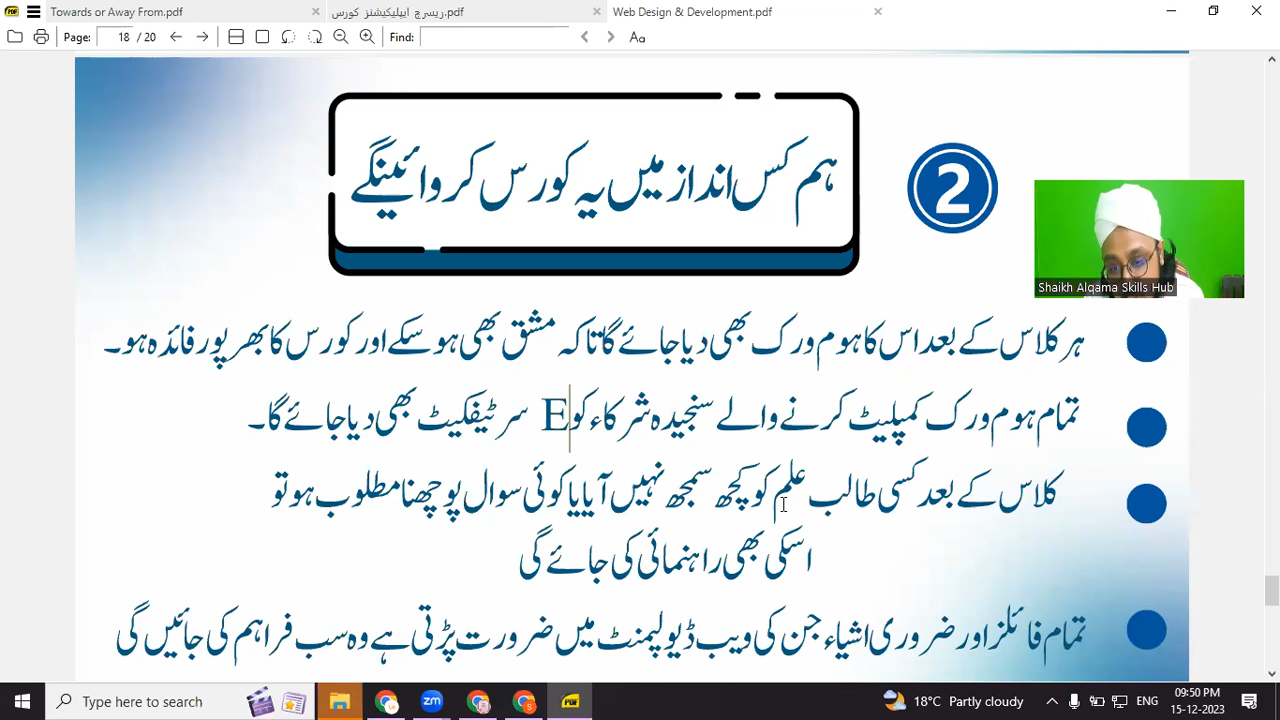 Towards or Away From.pdf
ریسرچ ایپلیکیشنز کورس.pdf
Web Design & Development.pdf
Page: 18 / 20 Find: Aa
ہم کس انداز میں یہ کورس کروائینگے
2
Shaikh Alqama Skills Hub
ہر کلاس کے بعد اس کا ہوم ورک بھی دیا جائے گا تاکہ مشق بھی ہو سکے اور کورس کا بھرپور فائدہ ہو۔
تمام ہوم ورک کمپلیٹ کرنے والے سنجیدہ شرکاء کو E سرٹیفکیٹ بھی دیا جائے گا۔
کلاس کے بعد کسی طالب علم کو کچھ سمجھ نہیں آیا یا کوئی سوال پوچھنا مطلوب ہو تو
اسکی بھی راہنمائی کی جائے گی
تمام فائلز اور ضروری اشیاء جن کی ویب ڈیولپمنٹ میں ضرورت پڑتی ہے وہ سب فراہم کی جائیں گی
Type here to search
zm
PDF
18°C Partly cloudy
ENG
09:50 PM
15-12-2023